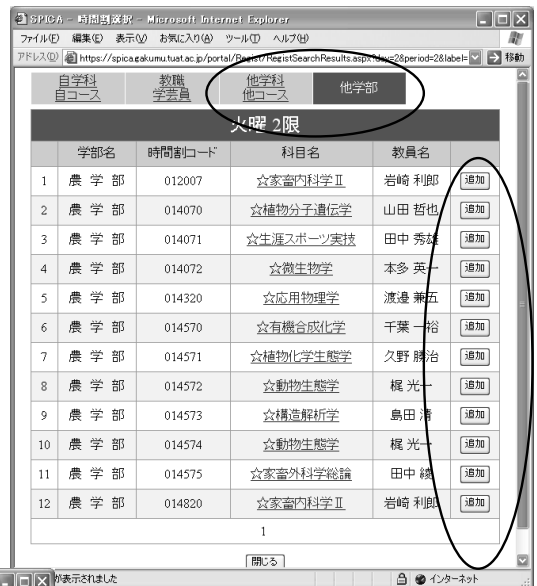 SPICA - 時間割選択 - Microsoft Internet Explorer
ファイル(F) 編集(E) 表示(V) お気に入り(A) ツール(T) ヘルプ(H)
アドレス(D) https://spica.gakumu.tuat.ac.jp/portal/Regist/RegistSearchResults.aspx?day=2&period=2&label= 移動
自学科 教職 他学科 他学部
自コース 学芸員 他コース
火曜 2限
学部名 時間割コード 科目名 教員名
1 農 学 部 012007 ☆家畜内科学Ⅱ 岩崎 利郎 追加
2 農 学 部 014070 ☆植物分子遺伝学 山田 哲也 追加
3 農 学 部 014071 ☆生涯スポーツ実技 田中 秀雄 追加
4 農 学 部 014072 ☆微生物学 本多 英一 追加
5 農 学 部 014320 ☆応用物理学 渡邉 兼五 追加
6 農 学 部 014570 ☆有機合成化学 千葉 一裕 追加
7 農 学 部 014571 ☆植物化学生態学 久野 勝治 追加
8 農 学 部 014572 ☆動物生態学 梶 光一 追加
9 農 学 部 014573 ☆構造解析学 島田 清 追加
10 農 学 部 014574 ☆動物生態学 梶 光一 追加
11 農 学 部 014575 ☆家畜外科学総論 田中 綾 追加
12 農 学 部 014820 ☆家畜内科学Ⅱ 岩崎 利郎 追加
1
閉じる
が表示されました インターネット